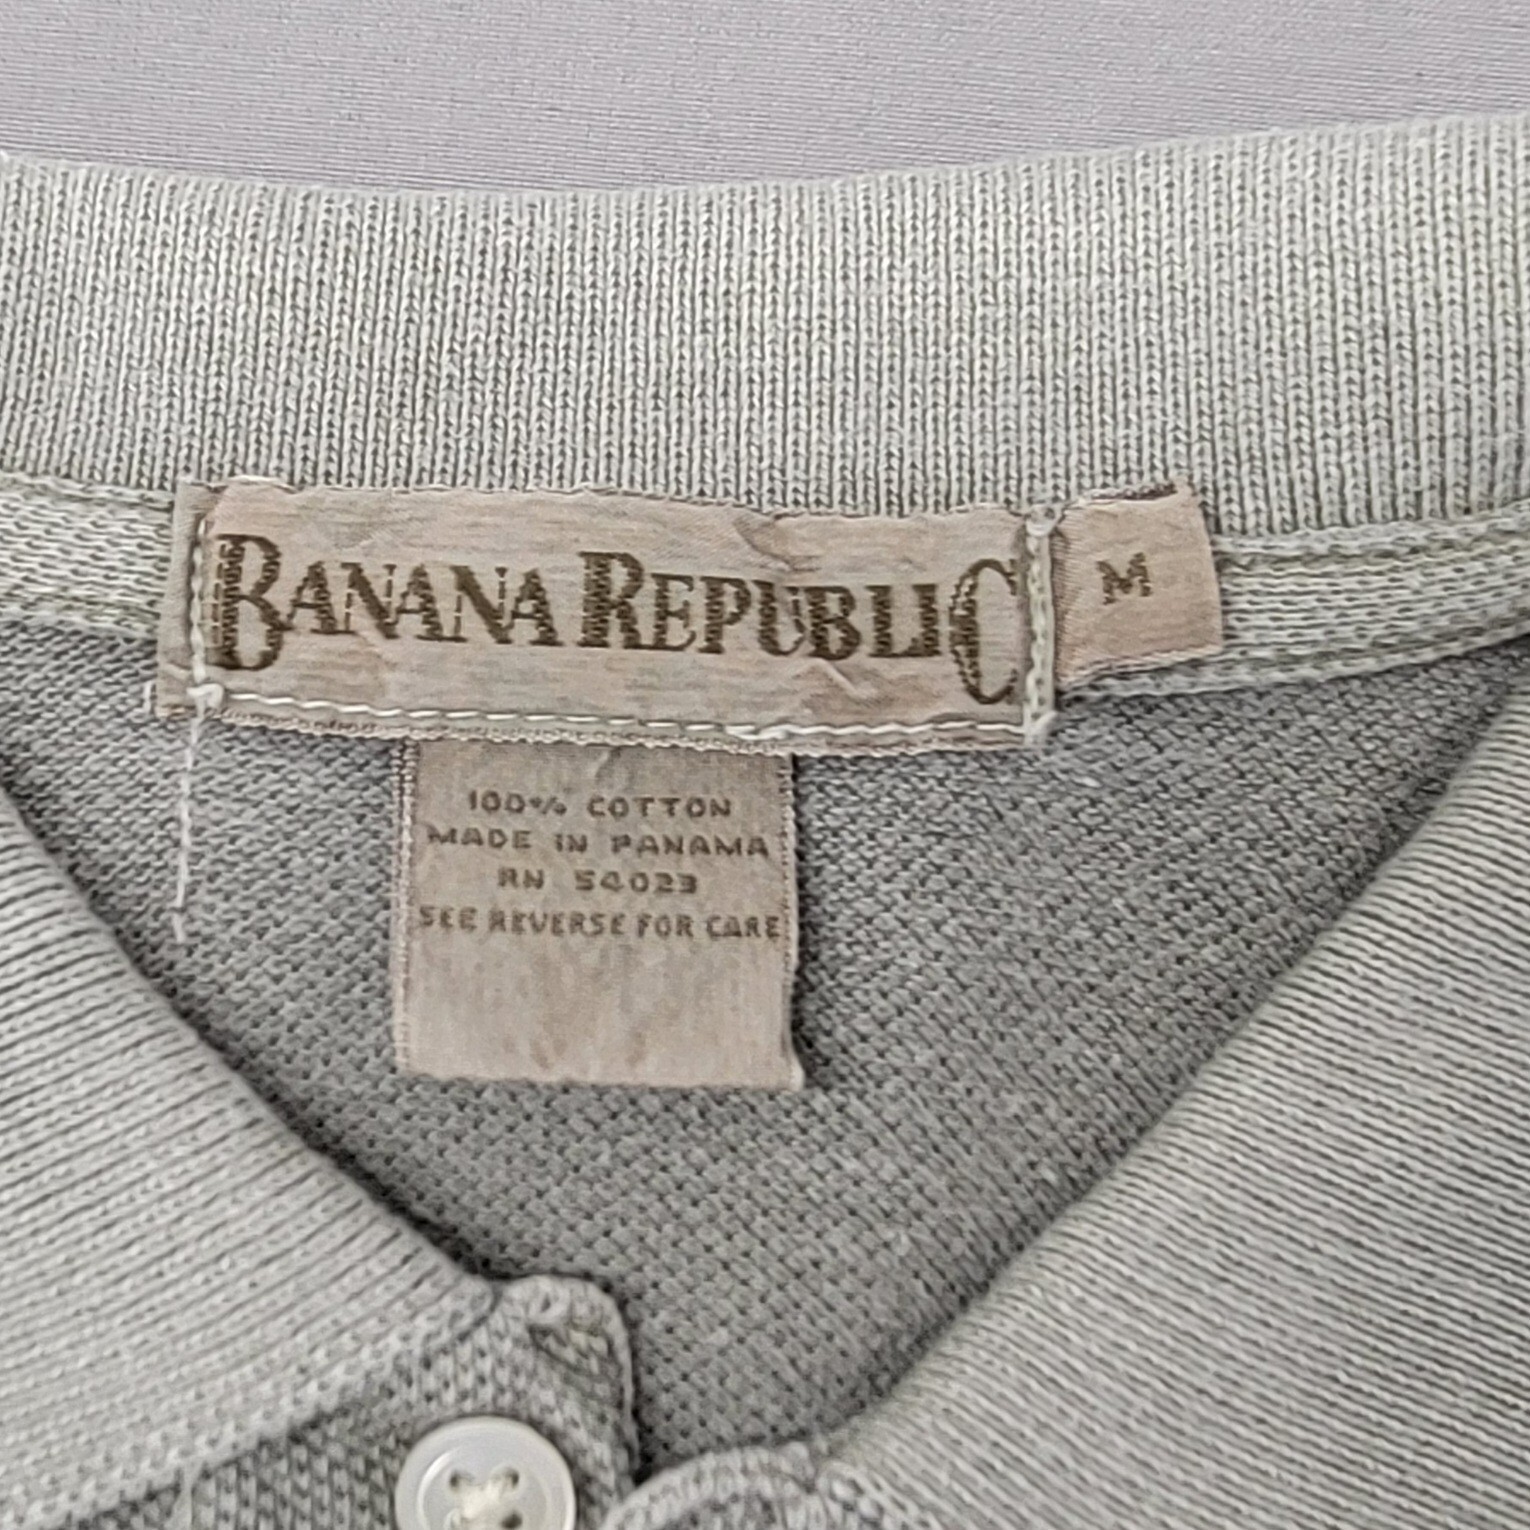 BANANA REPUBLIC M
100% COTTON
MADE IN PANAMA
RN 54023
SEE REVERSE FOR CARE